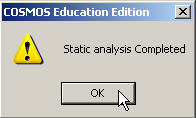 COSMOS Education Edition
Static analysis Completed
OK